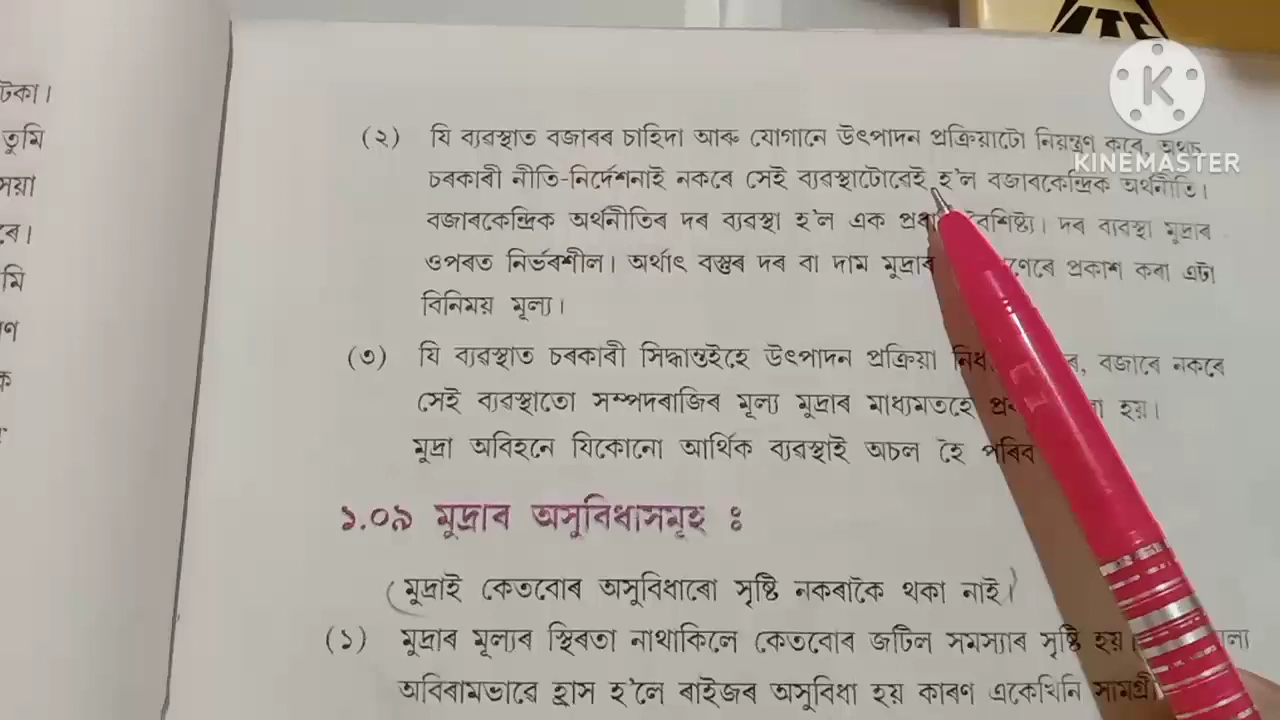 ITC
KINEMASTER
টকা।
তুমি
(২) যি ব্যৱস্থাত বজাৰৰ চাহিদা আৰু যোগানে উৎপাদন প্ৰক্ৰিয়াটো নিয়ন্ত্ৰণ কৰে, অথচ
চৰকাৰী নীতি-নিৰ্দেশনাই নকৰে সেই ব্যৱস্থাটোৱেই হ'ল বজাৰকেন্দ্ৰিক অৰ্থনীতি।
বজাৰকেন্দ্ৰিক অৰ্থনীতিৰ দৰ ব্যৱস্থা হ'ল এক বৈশিষ্ট্য। দৰ ব্যৱস্থা মুদ্ৰাৰ
ওপৰত নিৰ্ভৰশীল। অৰ্থাৎ বস্তুৰ দৰ বা দাম মুদ্ৰাৰ প্ৰকাশ কৰা এটা
বিনিময় মূল্য।
(৩) যি ব্যৱস্থাত চৰকাৰী সিদ্ধান্তইহে উৎপাদন প্ৰক্ৰিয়া বজাৰে নকৰে
সেই ব্যৱস্থাতো সম্পদৰাজিৰ মূল্য মুদ্ৰাৰ মাধ্যমতহে হয়।
মুদ্ৰা অবিহনে যিকোনো আৰ্থিক ব্যৱস্থাই অচল হৈ পৰিব
১.০৯ মুদ্ৰাৰ অসুবিধাসমূহ ঃ
(মুদ্ৰাই কেতবোৰ অসুবিধাৰো সৃষ্টি নকৰাকৈ থকা নাই।)
(১) মুদ্ৰাৰ মূল্যৰ স্থিৰতা নাথাকিলে কেতবোৰ জটিল সমস্যাৰ সৃষ্টি হয়।
অবিৰামভাৱে হ্ৰাস হ'লে ৰাইজৰ অসুবিধা হয় কাৰণ একেখিনি সামগ্ৰী